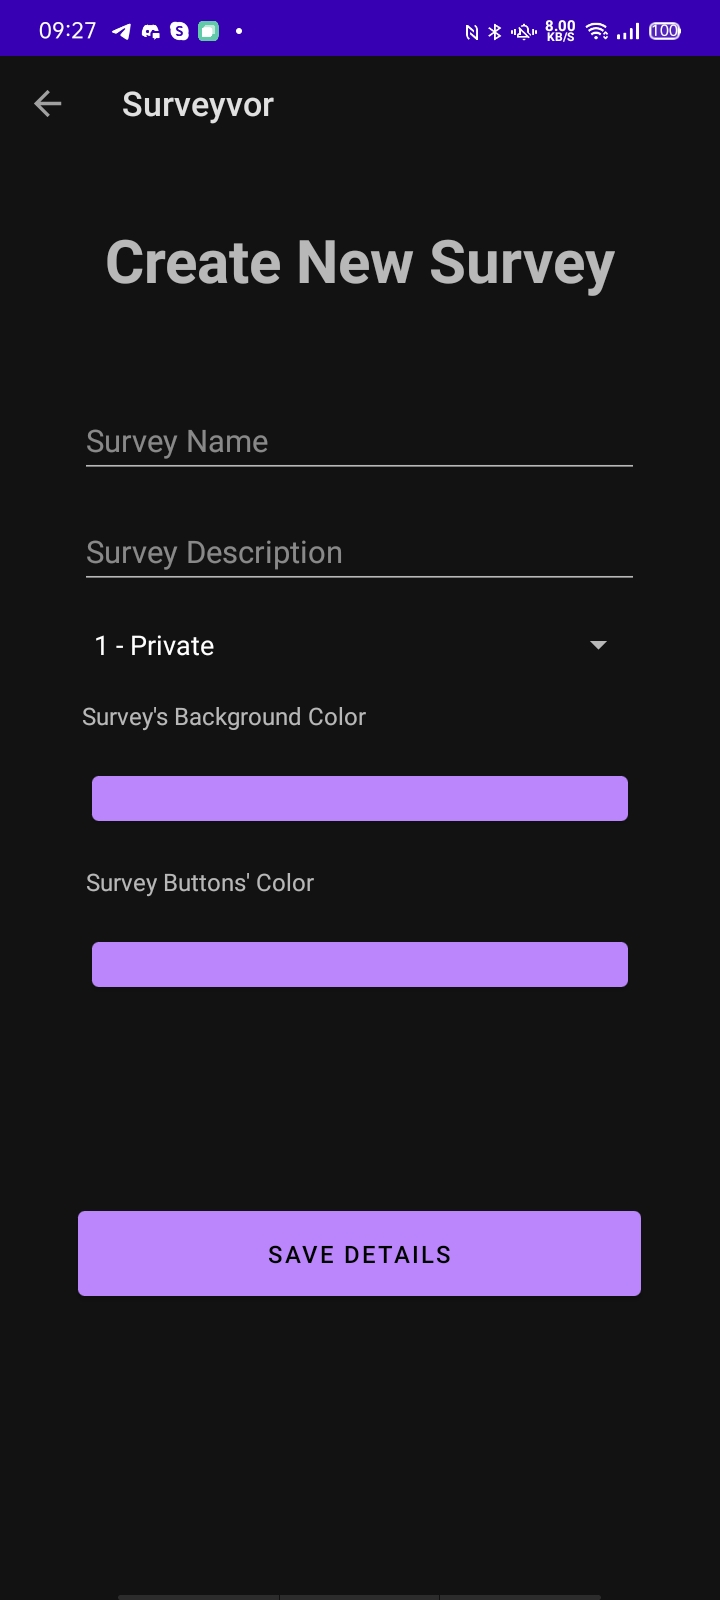 09:27 8.00 KB/S 100
Surveyvor
Create New Survey
Survey Name
Survey Description
1 - Private
Survey's Background Color
Survey Buttons' Color
SAVE DETAILS